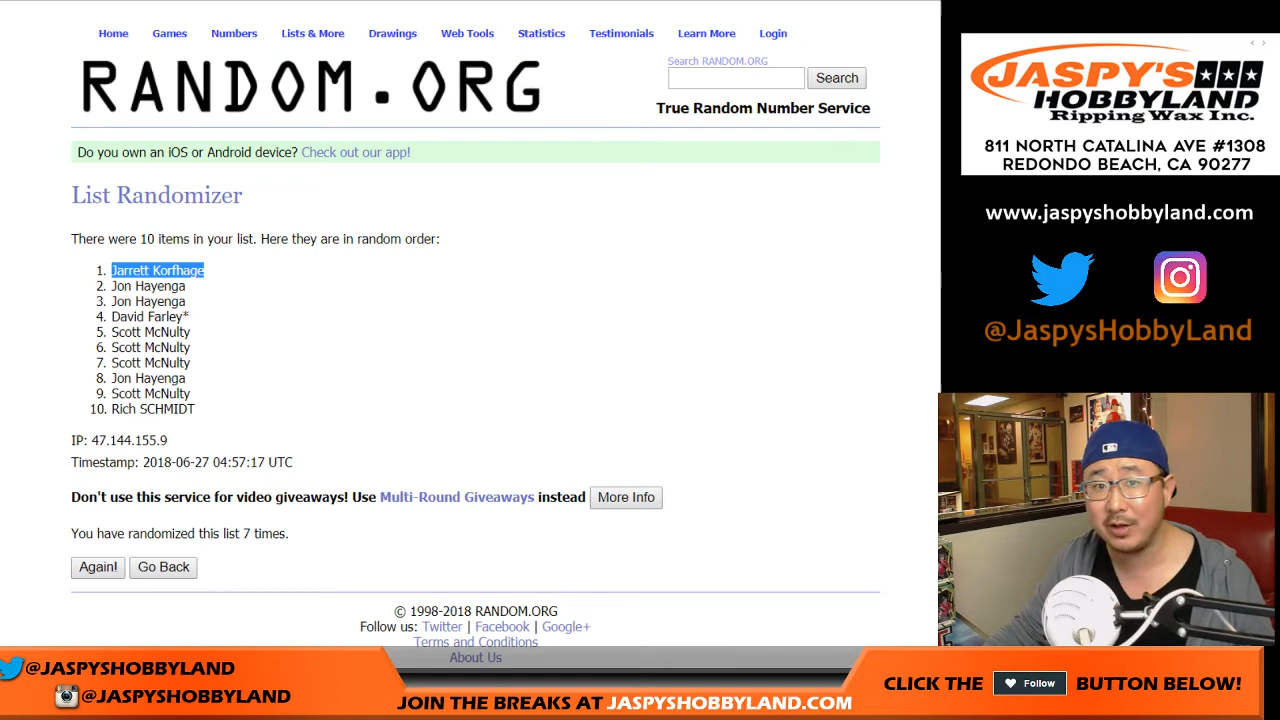 Home Games Numbers Lists & More Drawings Web Tools Statistics Testimonials Learn More Login
RANDOM.ORG
Search RANDOM.ORG
Search
True Random Number Service
Do you own an iOS or Android device? Check out our app!
List Randomizer
There were 10 items in your list. Here they are in random order:
1. Jarrett Korfhage
2. Jon Hayenga
3. Jon Hayenga
4. David Farley*
5. Scott McNulty
6. Scott McNulty
7. Scott McNulty
8. Jon Hayenga
9. Scott McNulty
10. Rich SCHMIDT
IP: 47.144.155.9
Timestamp: 2018-06-27 04:57:17 UTC
Don't use this service for video giveaways! Use Multi-Round Giveaways instead More Info
You have randomized this list 7 times.
Again! Go Back
© 1998-2018 RANDOM.ORG
Follow us: Twitter | Facebook | Google+
Terms and Conditions
About Us
JASPY'S
HOBBYLAND
Ripping Wax Inc.
811 NORTH CATALINA AVE #1308
REDONDO BEACH, CA 90277
www.jaspyshobbyland.com
@JaspysHobbyLand
@JASPYSHOBBYLAND
@JASPYSHOBBYLAND
JOIN THE BREAKS AT JASPYSHOBBYLAND.COM
CLICK THE Follow BUTTON BELOW!